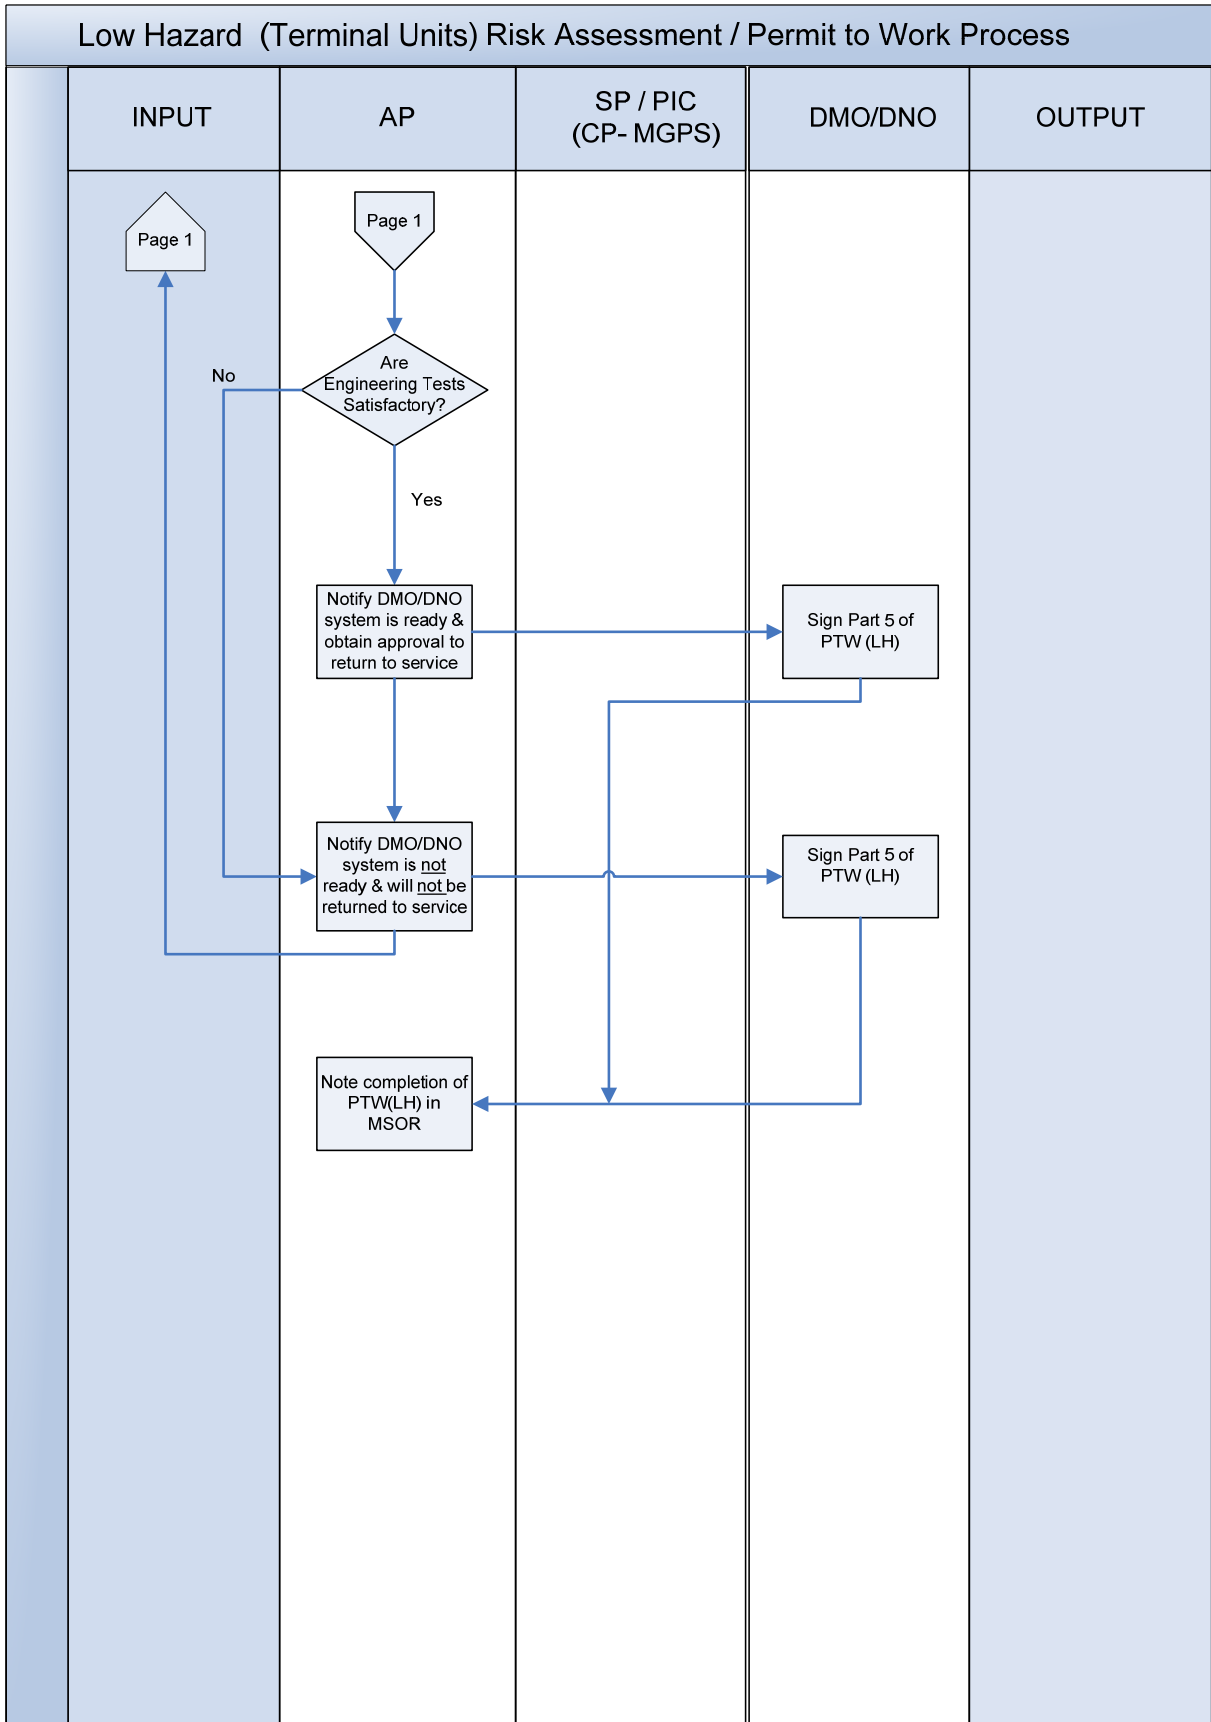 Low Hazard (Terminal Units) Risk Assessment / Permit to Work Process
INPUT
AP
SP / PIC
(CP- MGPS)
DMO/DNO
OUTPUT
Page 1
Page 1
Are
Engineering Tests
Satisfactory?
No
Yes
Notify DMO/DNO
system is ready &
obtain approval to
return to service
Sign Part 5 of
PTW (LH)
Notify DMO/DNO
system is not
ready & will not be
returned to service
Sign Part 5 of
PTW (LH)
Note completion of
PTW(LH) in
MSOR